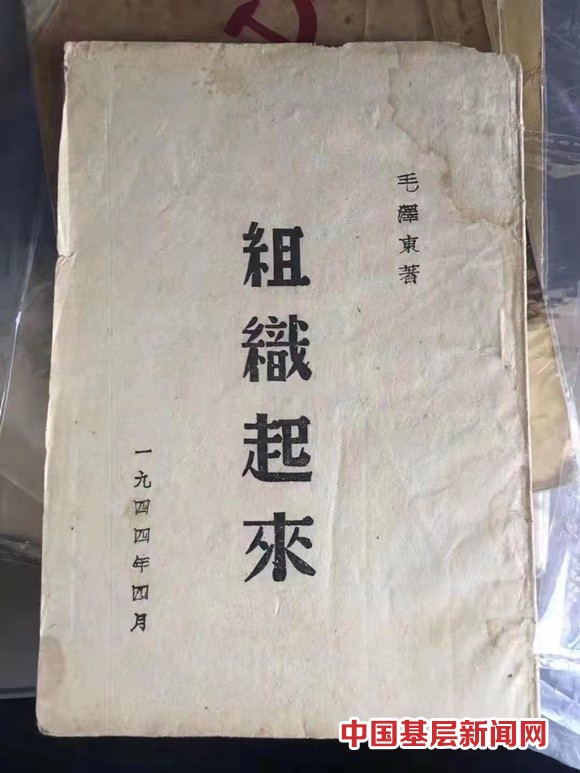 毛澤東著
組織起來
一九四四年四月
中国基层新闻网